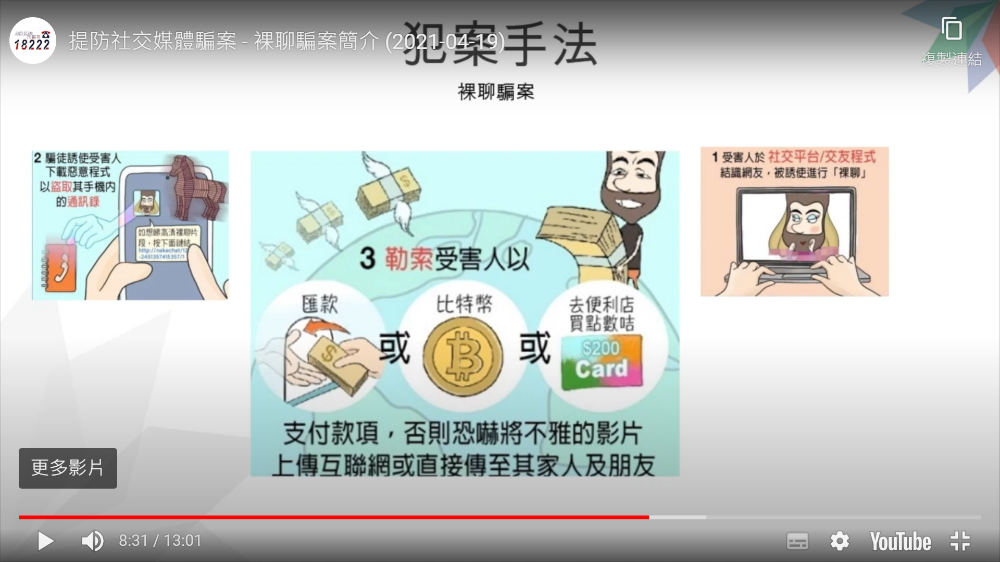 ANTI-SCAM
防騙易
18222
提防社交媒體騙案 - 裸聊騙案簡介 (2021-04-19)
犯案手法
複製連結
裸聊騙案
2 騙徒誘使受害人
下載惡意程式
以盜取其手機內
的通訊錄
如想睇高清裸聊片
段，按下面鏈結
http://nakechat/12
-2451357415357/1
3 勒索受害人以
匯款
或
比特幣
或
去便利店
買點數咭
$200
Card
支付款項，否則恐嚇將不雅的影片
上傳互聯網或直接傳至其家人及朋友
1 受害人於 社交平台/交友程式
結識網友，被誘使進行「裸聊」
更多影片
8:31 / 13:01
YouTube